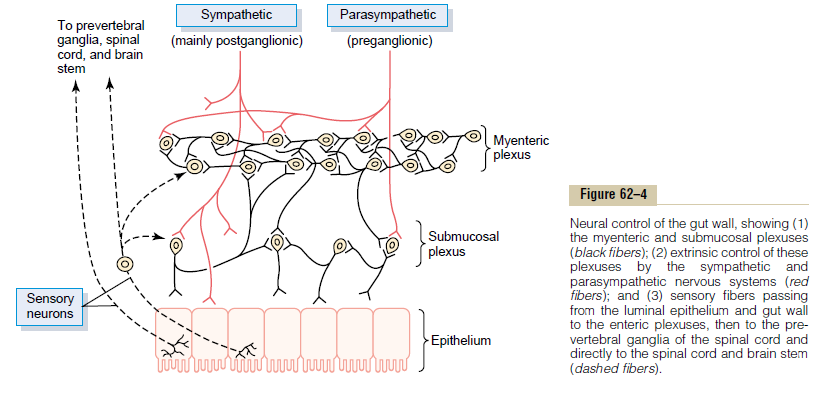 To prevertebral
ganglia, spinal
cord, and brain
stem
Sympathetic
(mainly postganglionic)
Parasympathetic
(preganglionic)
Myenteric
plexus
Submucosal
plexus
Sensory
neurons
Epithelium
Figure 62–4
Neural control of the gut wall, showing (1)
the myenteric and submucosal plexuses
(black fibers); (2) extrinsic control of these
plexuses by the sympathetic and
parasympathetic nervous systems (red
fibers); and (3) sensory fibers passing
from the luminal epithelium and gut wall
to the enteric plexuses, then to the pre-
vertebral ganglia of the spinal cord and
directly to the spinal cord and brain stem
(dashed fibers).